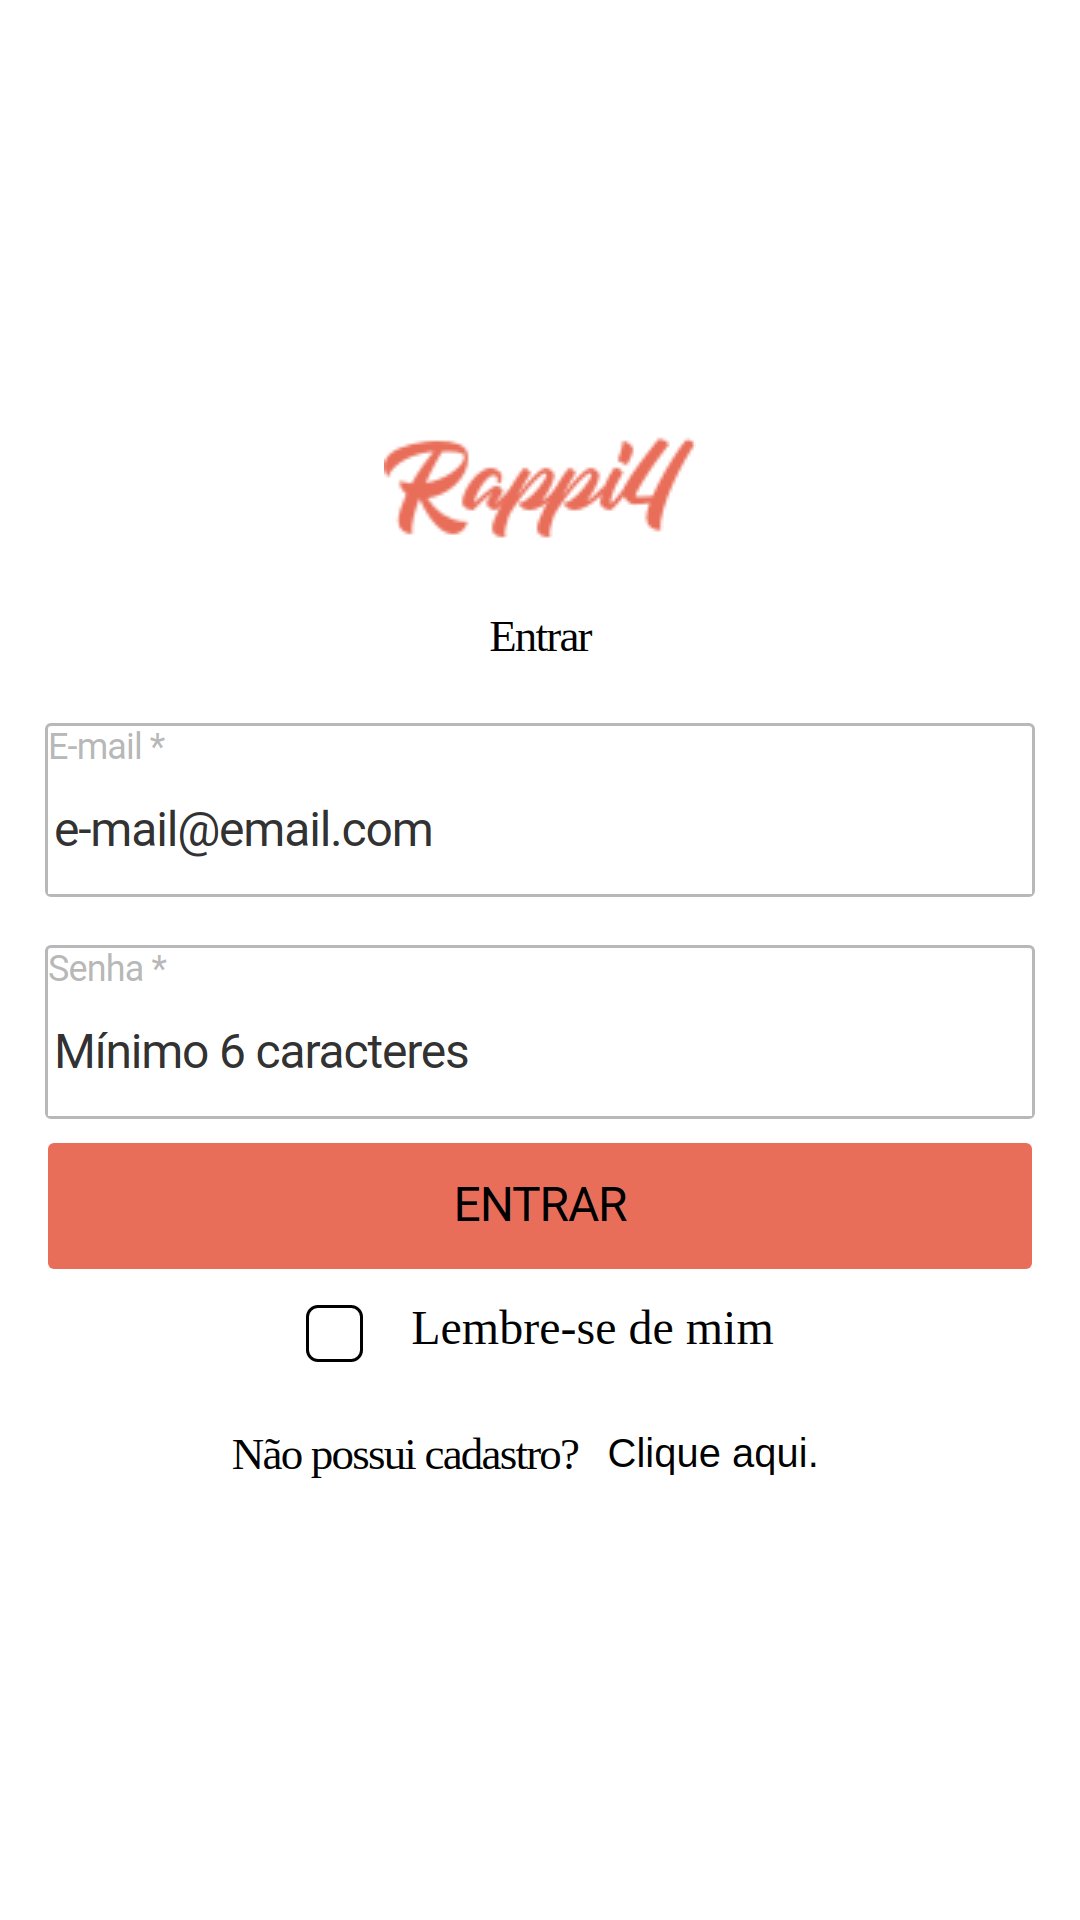 Rappi4
Entrar
E-mail *
e-mail@email.com
Senha *
Mínimo 6 caracteres
ENTRAR
Lembre-se de mim
Não possui cadastro? Clique aqui.